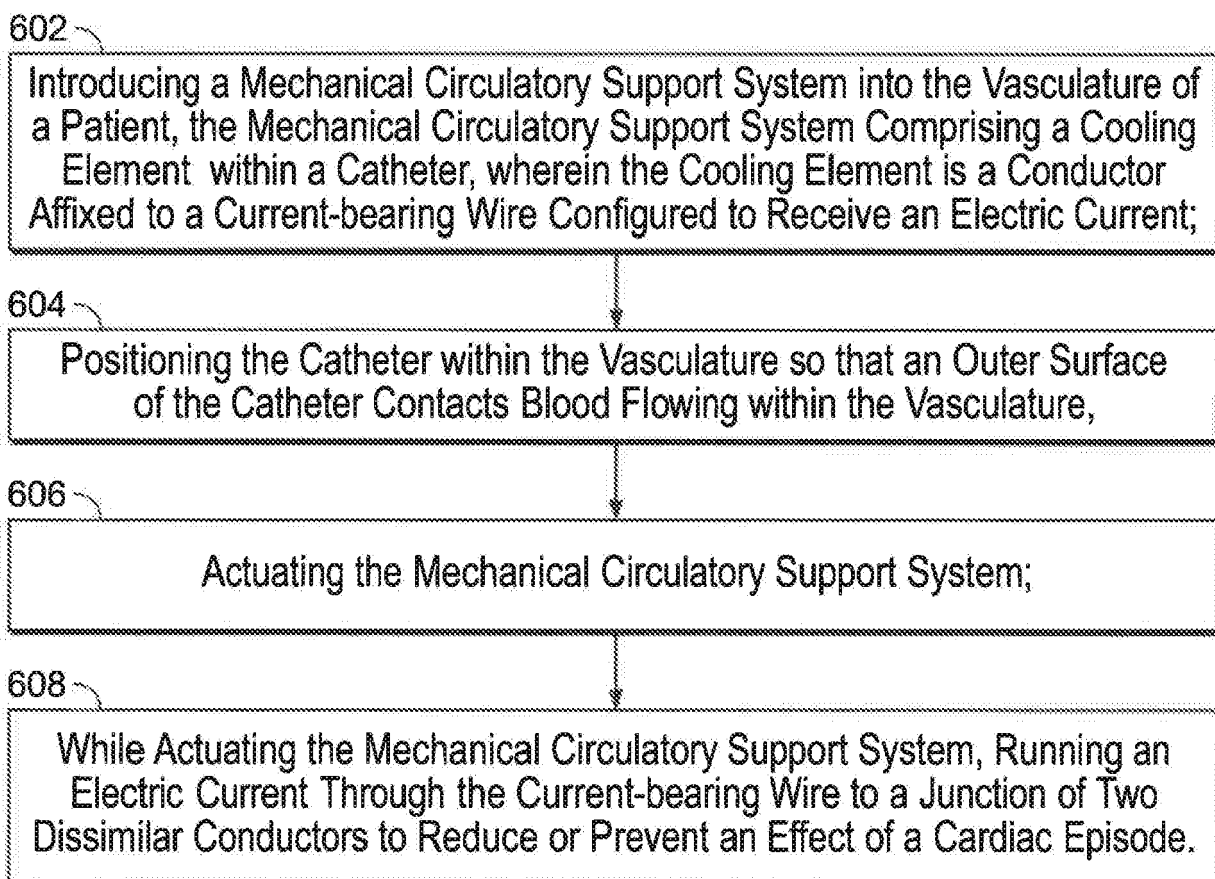 602
Introducing a Mechanical Circulatory Support System into the Vasculature of
a Patient, the Mechanical Circulatory Support System Comprising a Cooling
Element within a Catheter, wherein the Cooling Element is a Conductor
Affixed to a Current-bearing Wire Configured to Receive an Electric Current;
604
Positioning the Catheter within the Vasculature so that an Outer Surface
of the Catheter Contacts Blood Flowing within the Vasculature,
606
Actuating the Mechanical Circulatory Support System;
608
While Actuating the Mechanical Circulatory Support System, Running an
Electric Current Through the Current-bearing Wire to a Junction of Two
Dissimilar Conductors to Reduce or Prevent an Effect of a Cardiac Episode.